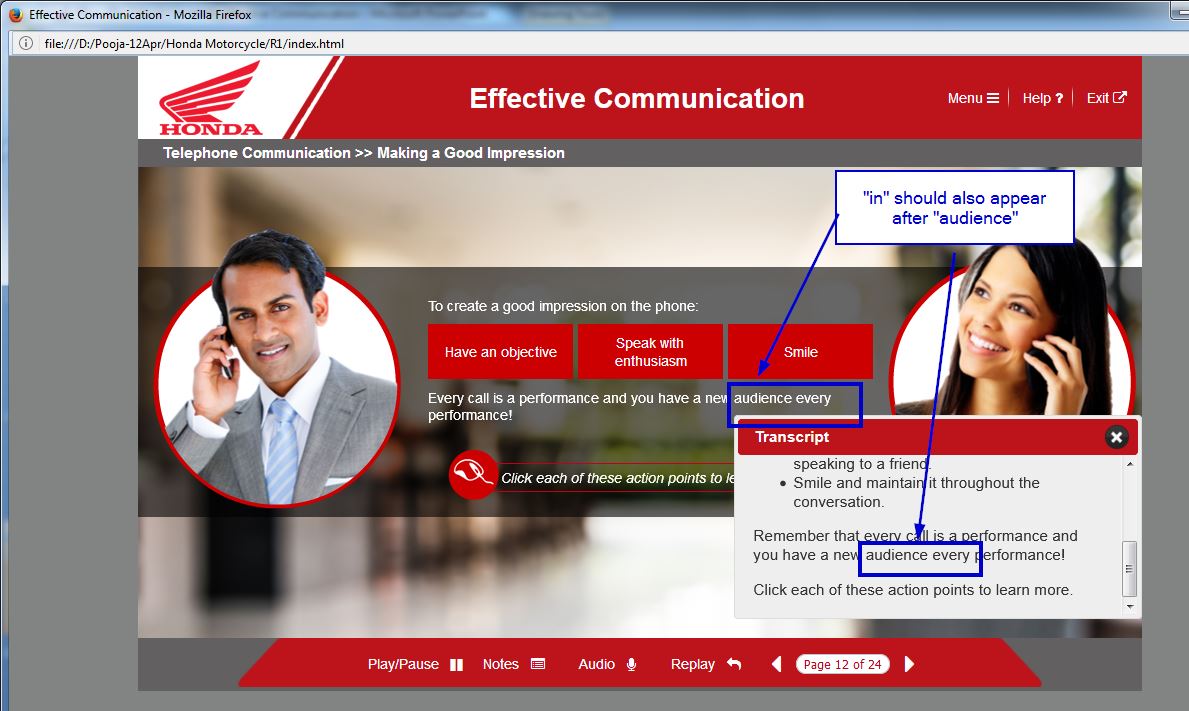 Effective Communication - Mozilla Firefox
file:///D:/Pooja-12Apr/Honda Motorcycle/R1/index.html
HONDA
Effective Communication
Menu
Help ?
Exit
Telephone Communication >> Making a Good Impression
"in" should also appear
after "audience"
To create a good impression on the phone:
Have an objective
Speak with
enthusiasm
Smile
Every call is a performance and you have a new audience every
performance!
Click each of these action points to le
Transcript
speaking to a friend.
• Smile and maintain it throughout the
conversation.
Remember that every call is a performance and
you have a new audience every performance!
Click each of these action points to learn more.
Play/Pause
Notes
Audio
Replay
Page 12 of 24